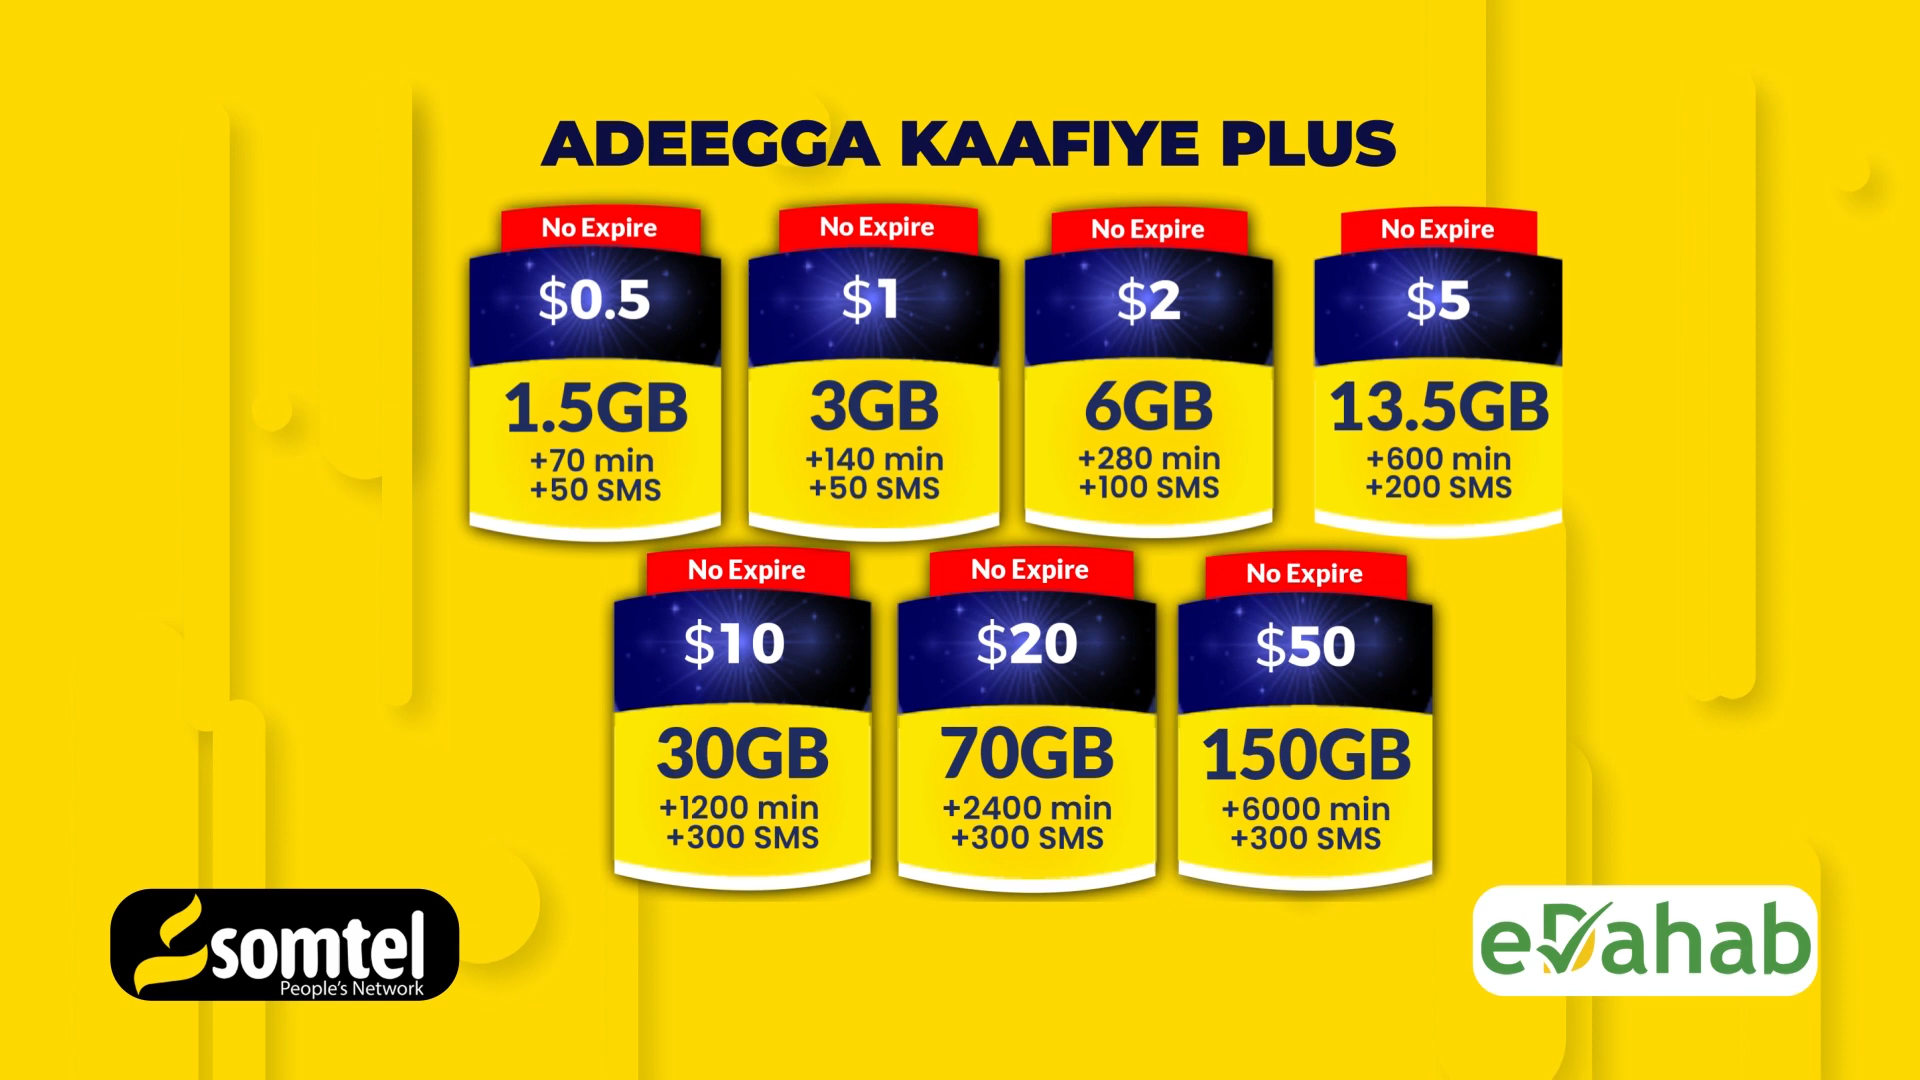 ADEEGGA KAAFIYE PLUS
No Expire
$0.5
1.5GB
+70 min
+50 SMS
No Expire
$1
3GB
+140 min
+50 SMS
No Expire
$2
6GB
+280 min
+100 SMS
No Expire
$5
13.5GB
+600 min
+200 SMS
No Expire
$10
30GB
+1200 min
+300 SMS
No Expire
$20
70GB
+2400 min
+300 SMS
No Expire
$50
150GB
+6000 min
+300 SMS
somtel
People's Network
eDahab